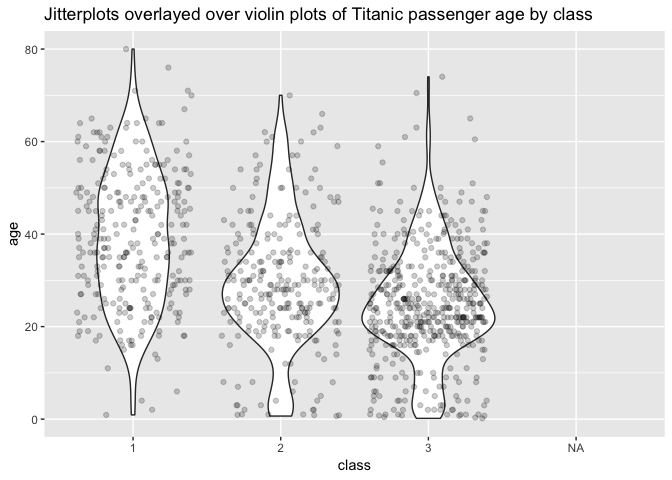 Jitterplots overlayed over violin plots of Titanic passenger age by class
80
60
40
20
0
age
1 2 3 NA
class